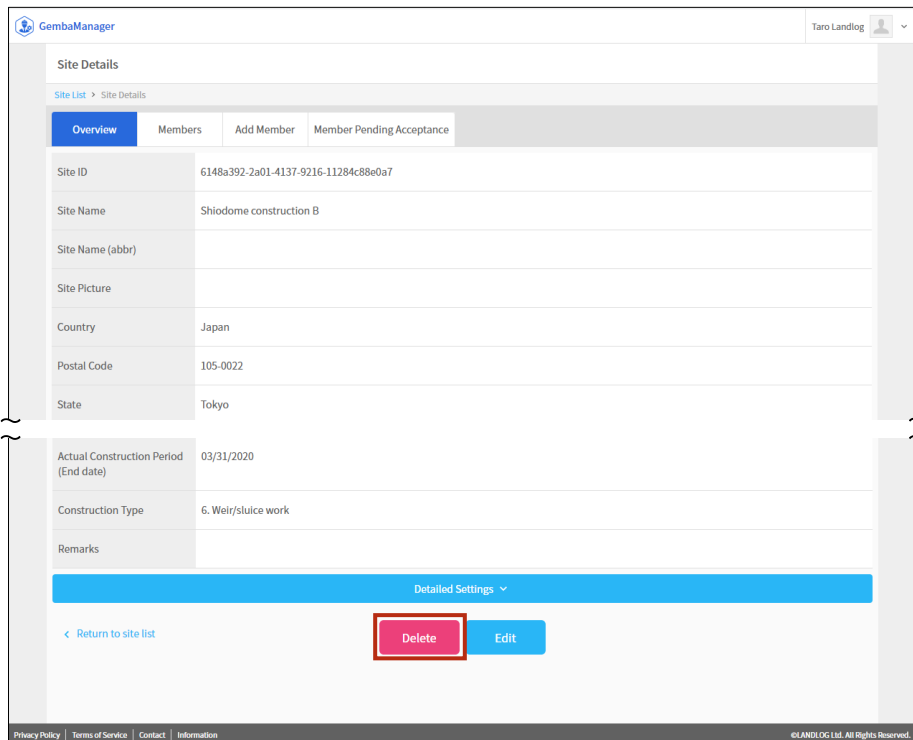 GembaManager
Taro Landlog
Site Details
Site List > Site Details
Overview Members Add Member Member Pending Acceptance
Site ID 6148a392-2a01-4137-9216-11284c88e0a7
Site Name Shiodome construction B
Site Name (abbr)
Site Picture
Country Japan
Postal Code 105-0022
State Tokyo
Actual Construction Period 03/31/2020
(End date)
Construction Type 6. Weir/sluice work
Remarks
Detailed Settings
< Return to site list Delete Edit
Privacy Policy | Terms of Service | Contact | Information ©LANDLOG Ltd. All Rights Reserved.